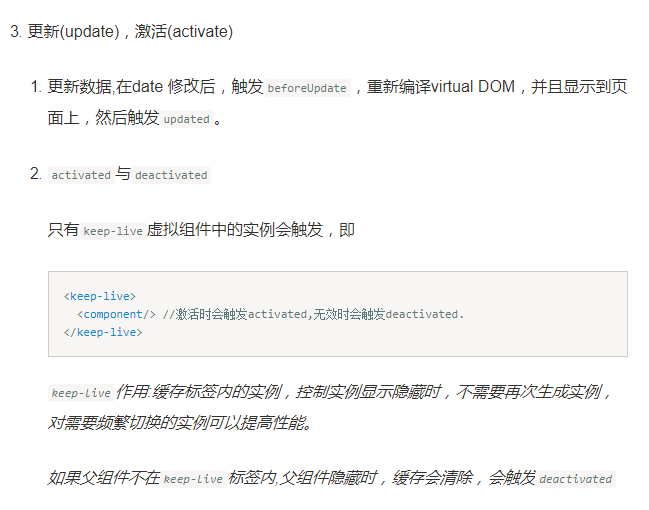 3. 更新(update)，激活(activate)
1. 更新数据,在date 修改后，触发 beforeUpdate ，重新编译virtual DOM，并且显示到页
面上，然后触发 updated 。
2. activated 与 deactivated
只有 keep-live 虚拟组件中的实例会触发，即
<keep-live>
<component/> //激活时会触发activated,无效时会触发deactivated.
</keep-live>
keep-live 作用:缓存标签内的实例，控制实例显示隐藏时，不需要再次生成实例，
对需要频繁切换的实例可以提高性能。
如果父组件不在 keep-live 标签内,父组件隐藏时，缓存会清除，会触发 deactivated